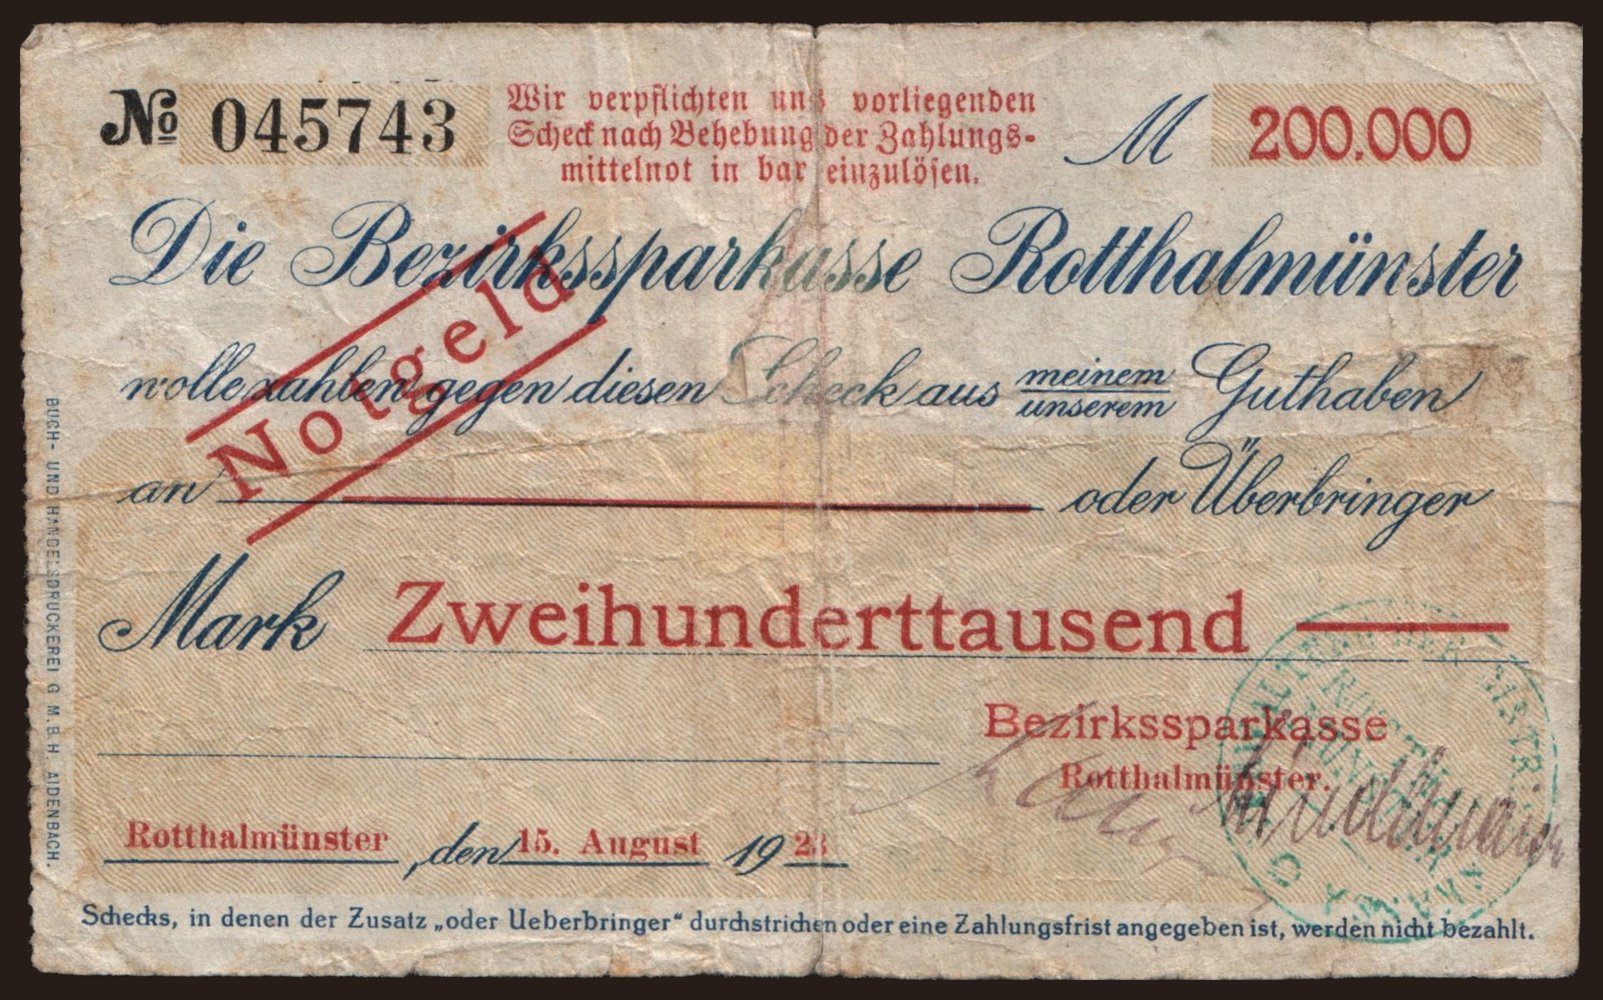 № 045743
Wir verpflichten uns vorliegenden
Scheck nach Behebung der Zahlungs-
mittelnot in bar einzulösen.
M 200.000
Die Bezirkssparkasse Rotthalmünster
Notgeld
wolle zahlen gegen diesen Scheck aus meinem
unserem Guthaben
an oder Überbringer
Mark Zweihunderttausend
Bezirkssparkasse
Rotthalmünster.
Rotthalmünster, den 15. August 1923
Schecks, in denen der Zusatz „oder Ueberbringer“ durchstrichen oder eine Zahlungsfrist angegeben ist, werden nicht bezahlt.
BUCH- UND HANDELSDRUCKEREI G.M.B.H. AIDENBACH.